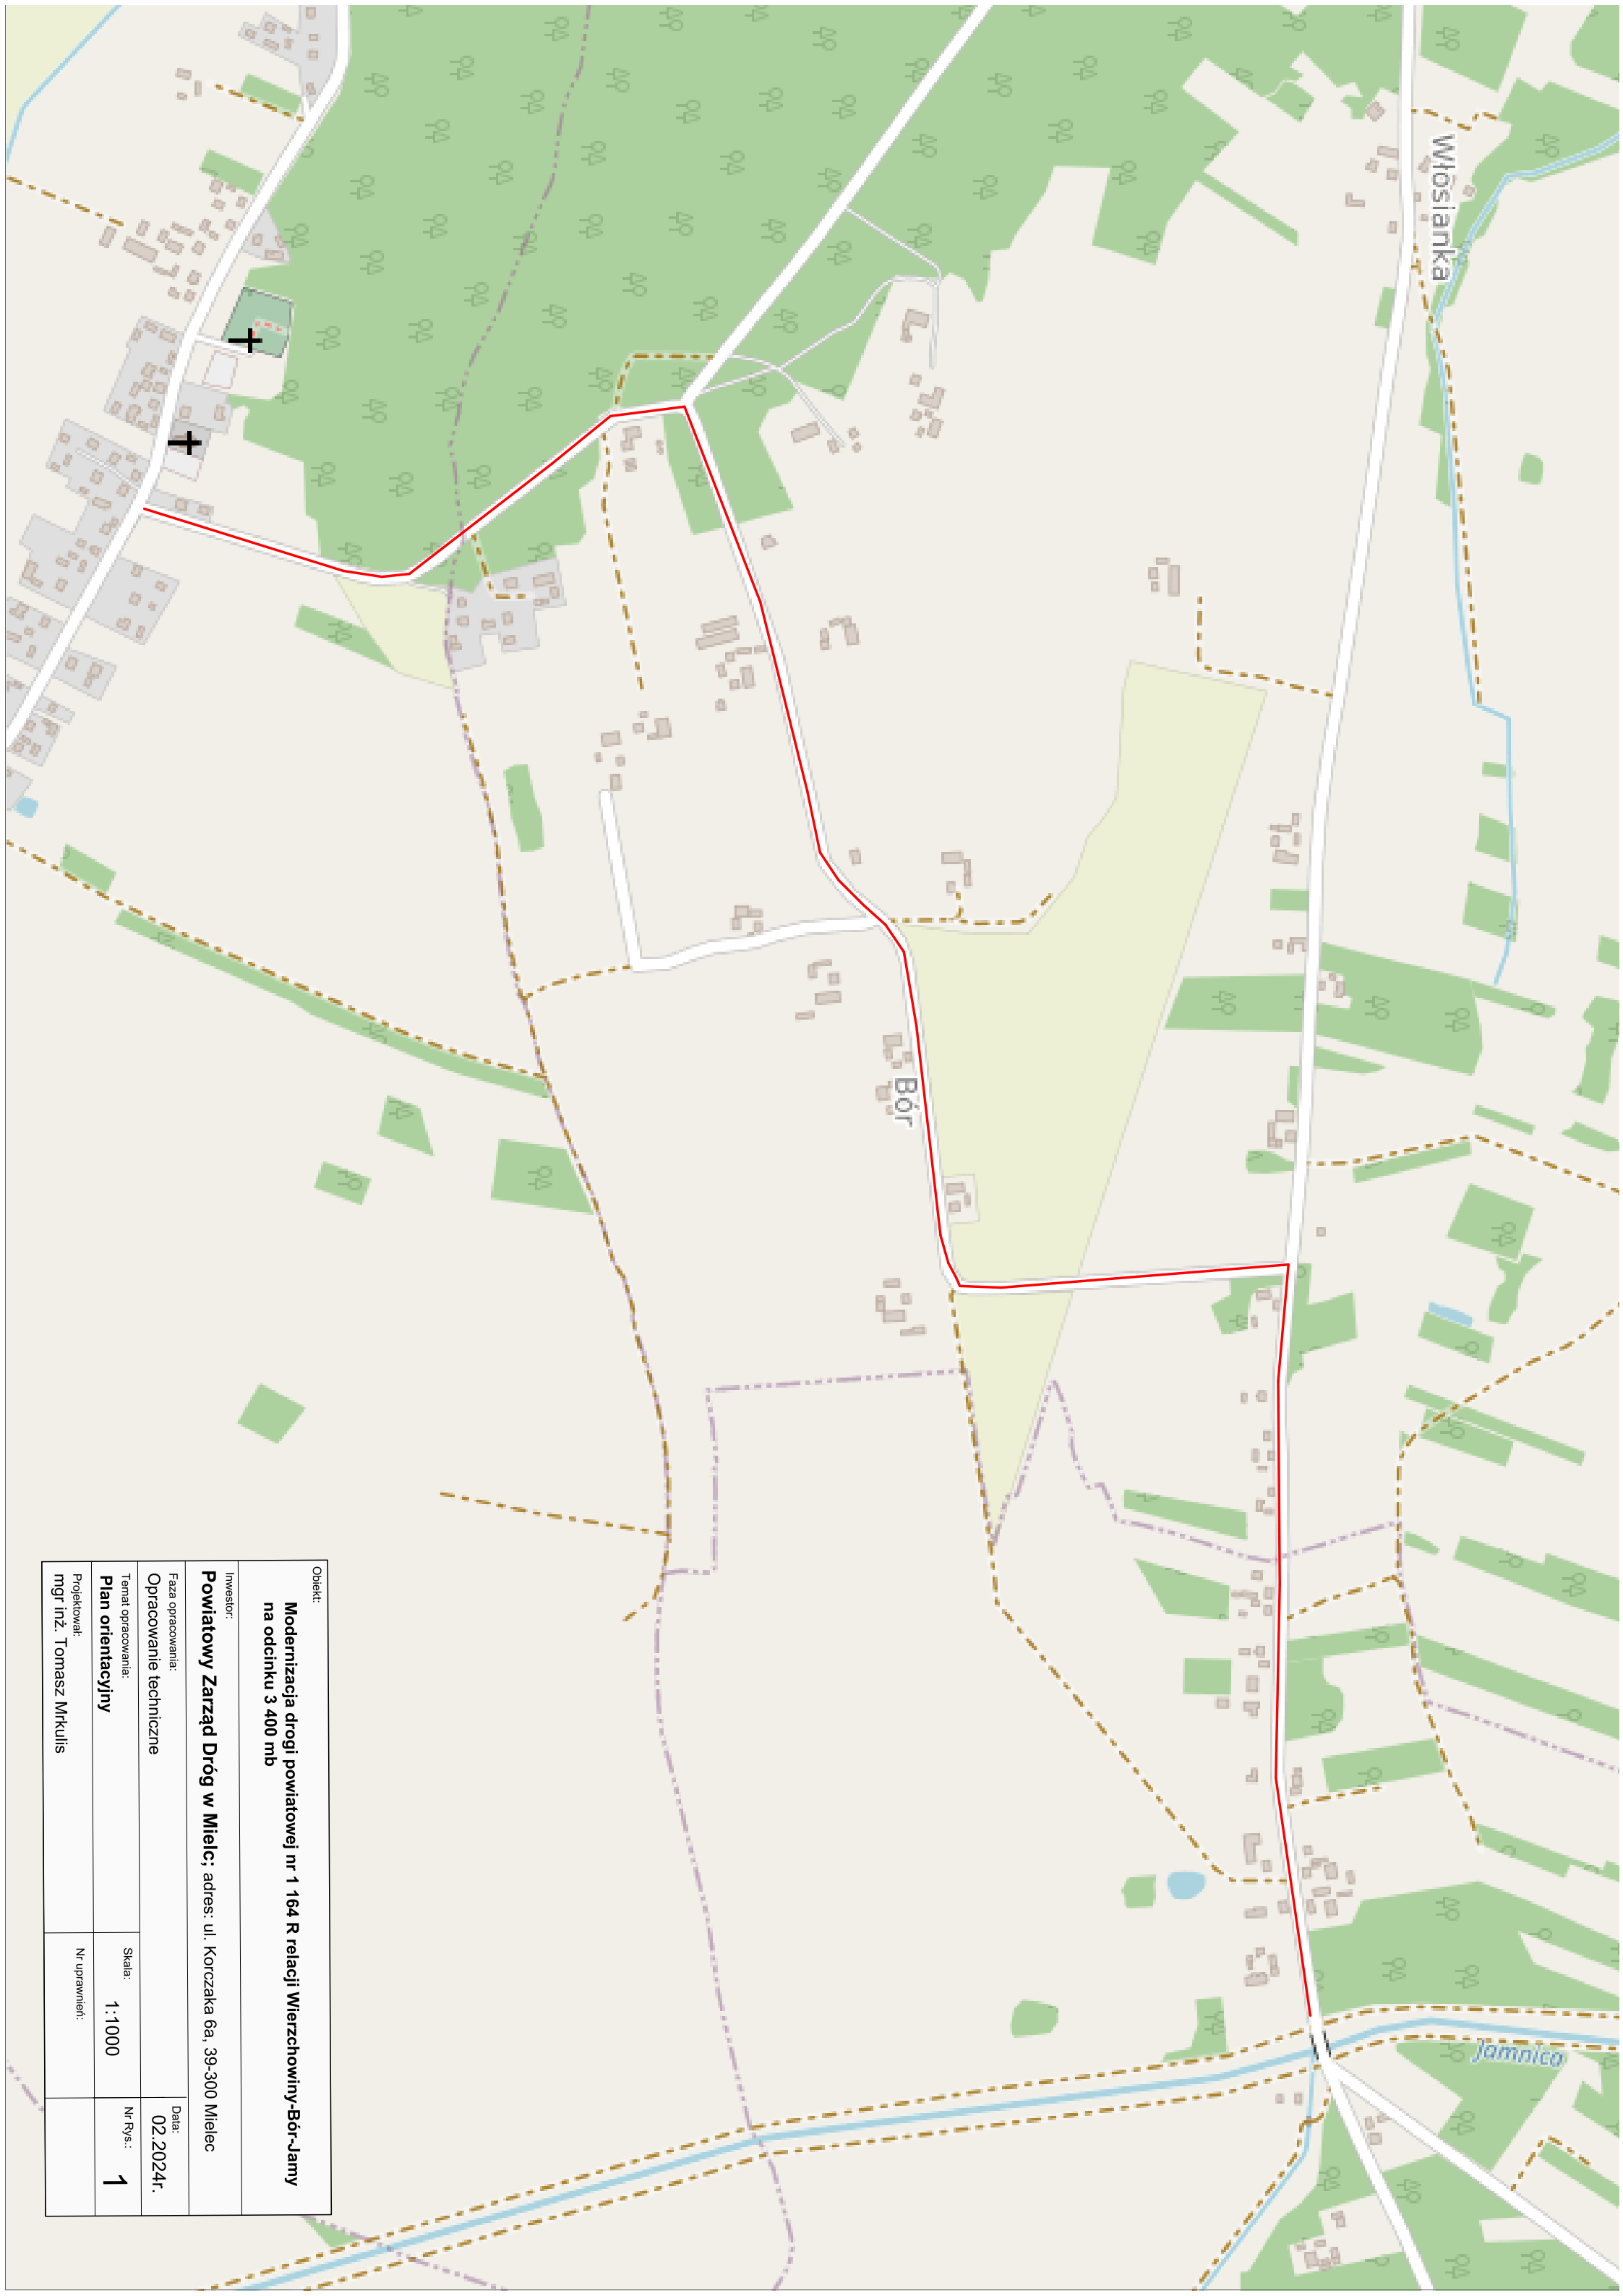 Włosianka
Bór
Jamnica
Obiekt:
Modernizacja drogi powiatowej nr 1 164 R relacji Wierzchowiny-Bór-Jamy
na odcinku 3 400 mb
Inwestor:
Powiatowy Zarząd Dróg w Mielc; adres: ul. Korczaka 6a, 39-300 Mielec
Faza opracowania:
Opracowanie techniczne
Data:
02.2024r.
Temat opracowania:
Plan orientacyjny
Skala:
1:1000
Nr Rys.:
1
Projektował:
mgr inż. Tomasz Mrkulis
Nr uprawnień: